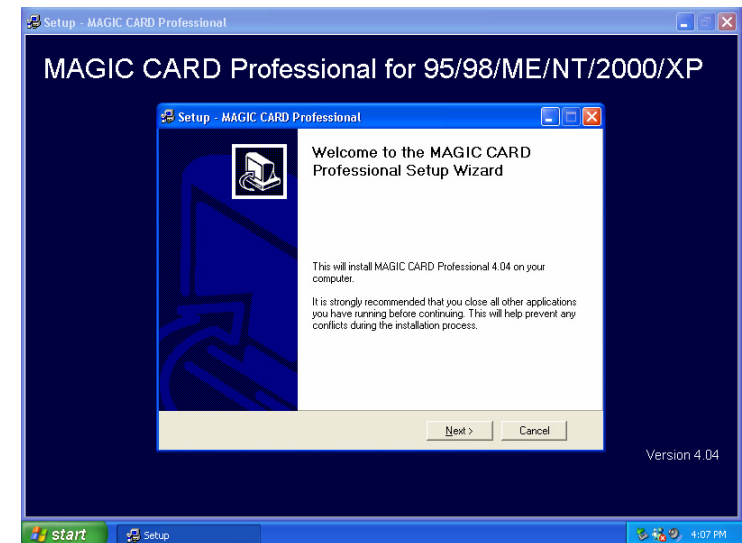 Setup - MAGIC CARD Professional
MAGIC CARD Professional for 95/98/ME/NT/2000/XP
Setup - MAGIC CARD Professional
Welcome to the MAGIC CARD
Professional Setup Wizard
This will install MAGIC CARD Professional 4.04 on your
computer.
It is strongly recommended that you close all other applications
you have running before continuing. This will help prevent any
conflicts during the installation process.
Next >
Cancel
Version 4.04
start
Setup
4:07 PM